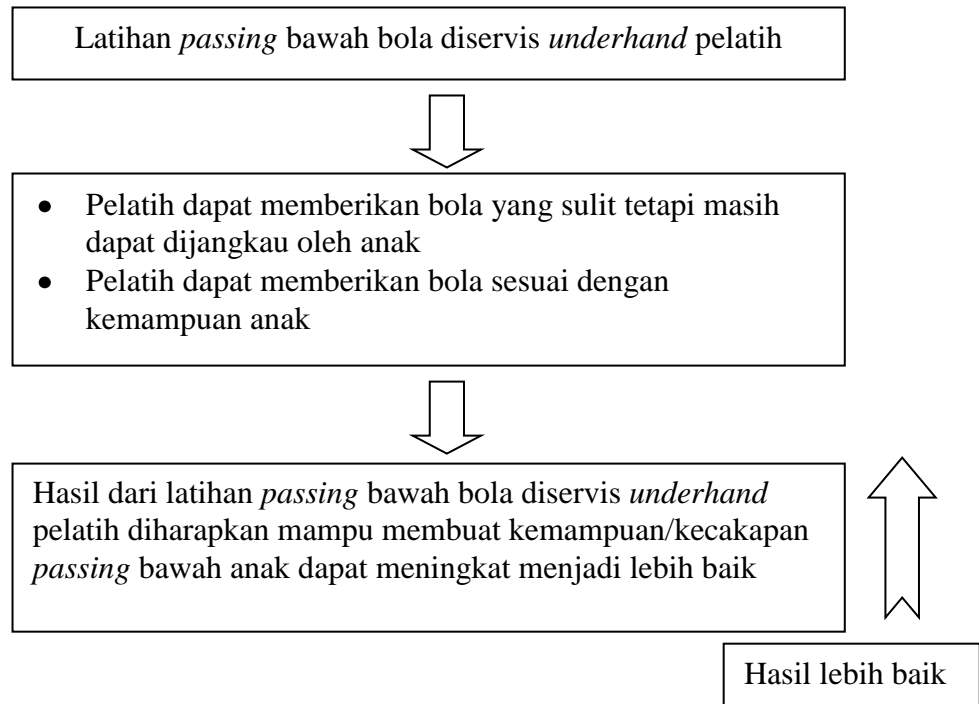 Latihan passing bawah bola diservis underhand pelatih
• Pelatih dapat memberikan bola yang sulit tetapi masih
dapat dijangkau oleh anak
• Pelatih dapat memberikan bola sesuai dengan
kemampuan anak
Hasil dari latihan passing bawah bola diservis underhand
pelatih diharapkan mampu membuat kemampuan/kecakapan
passing bawah anak dapat meningkat menjadi lebih baik
Hasil lebih baik